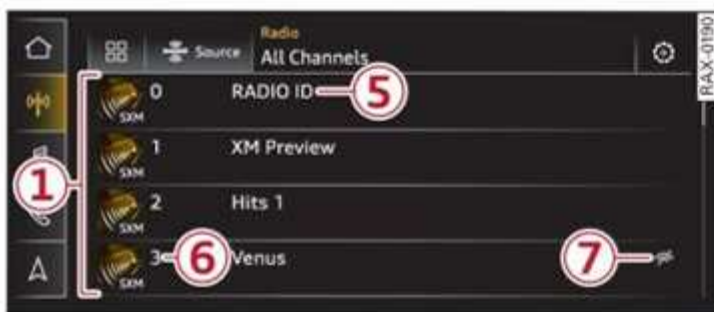 Radio
Source
All Channels
RAX-0190
SXM
0
RADIO ID
5
SXM
1
XM Preview
1
SXM
2
Hits 1
SXM
3
6
Venus
7